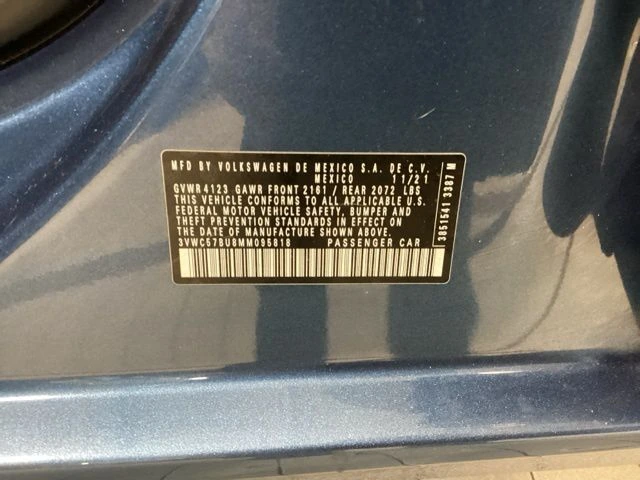 MFD BY VOLKSWAGEN DE MEXICO S.A. DE C.V.
MEXICO 11/21
GVWR 4123 GAWR FRONT 2161 / REAR 2072 LBS
THIS VEHICLE CONFORMS TO ALL APPLICABLE U.S.
FEDERAL MOTOR VEHICLE SAFETY, BUMPER AND
THEFT PREVENTION STANDARDS IN EFFECT ON
THE DATE OF MANUFACTURE SHOWN ABOVE.
3VWC57BU8MM095818 PASSENGER CAR
3851541 3387 M